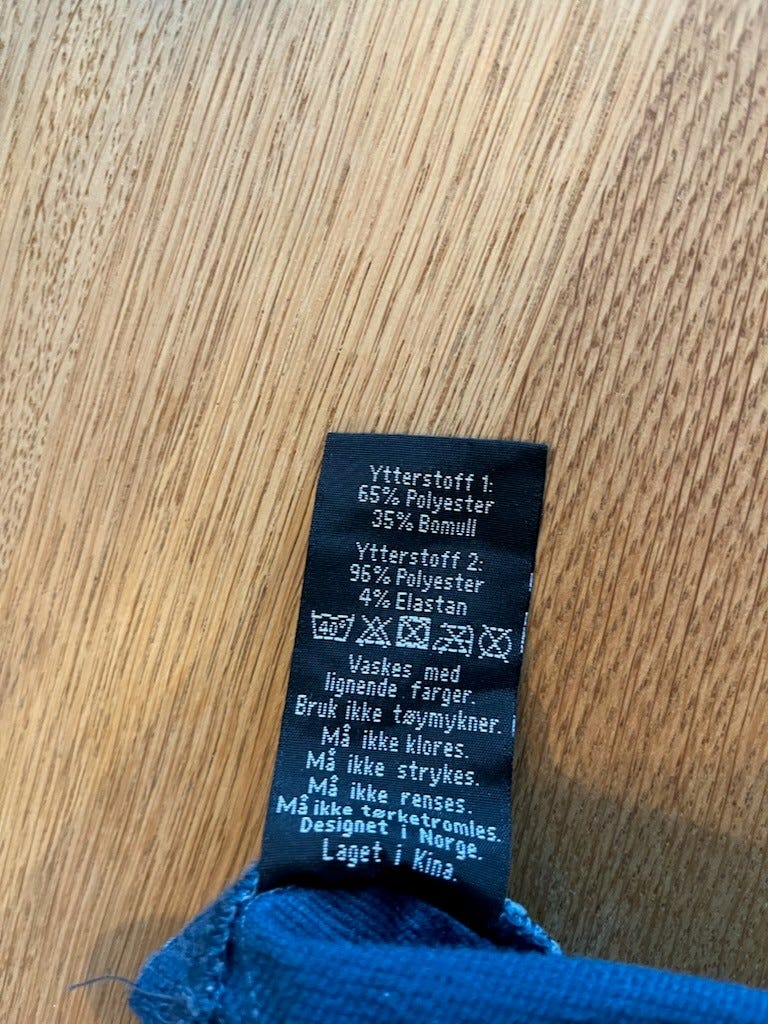 Ytterstoff 1:
65% Polyester
35% Bomull
Ytterstoff 2:
96% Polyester
4% Elastan
40°
Vaskes med
lignende farger.
Bruk ikke tøymykner.
Må ikke klores.
Må ikke strykes.
Må ikke renses.
Må ikke tørketromles.
Designet i Norge.
Laget i Kina.